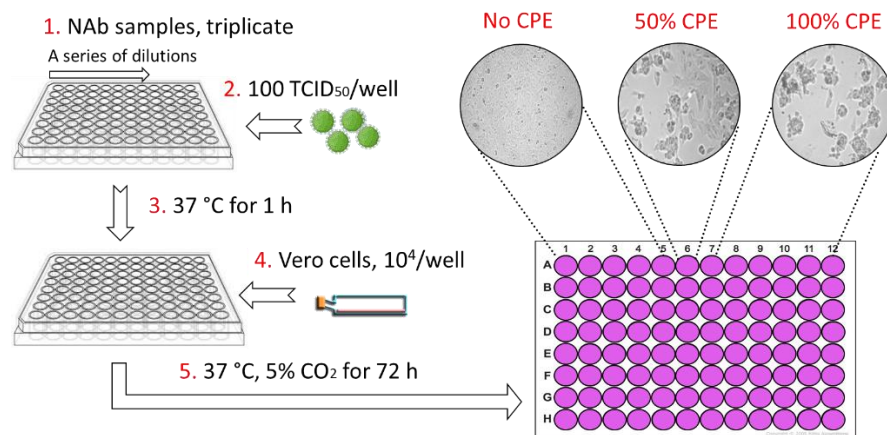 1. NAb samples, triplicate
A series of dilutions
2. 100 TCID50/well
3. 37 °C for 1 h
4. Vero cells, 10⁴/well
5. 37 °C, 5% CO2 for 72 h
No CPE
50% CPE
100% CPE
1 2 3 4 5 6 7 8 9 10 11 12
A
B
C
D
E
F
G
H